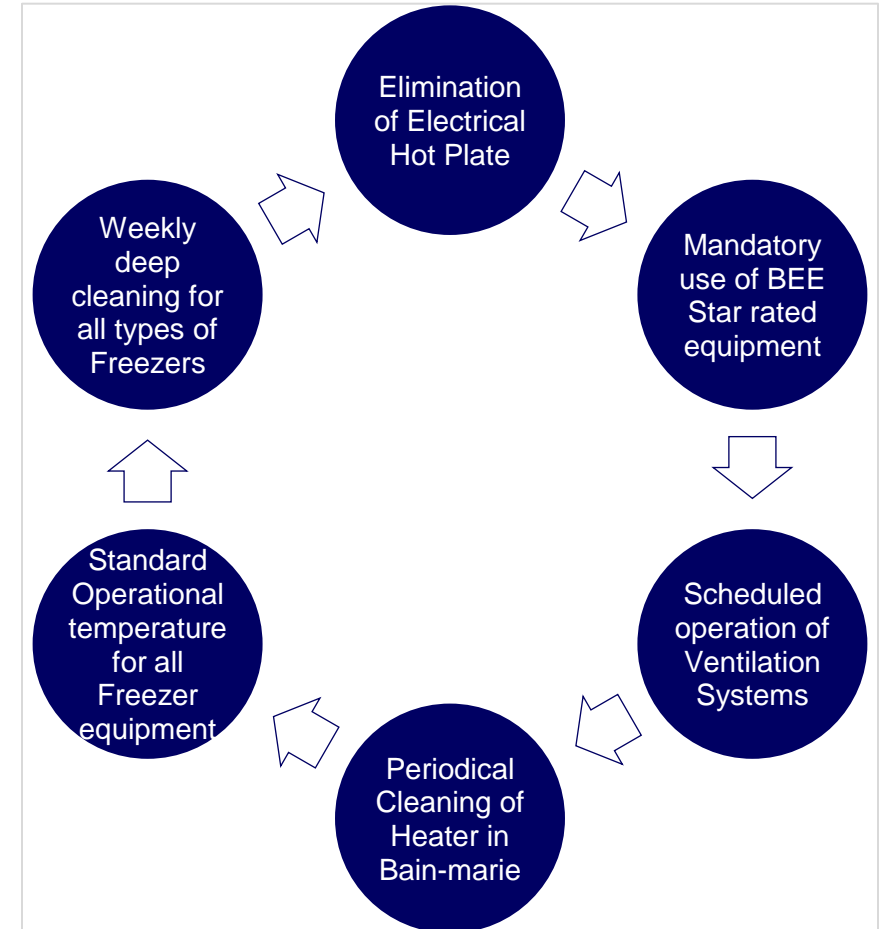 Elimination
of Electrical
Hot Plate
Mandatory
use of BEE
Star rated
equipment
Scheduled
operation of
Ventilation
Systems
Periodical
Cleaning of
Heater in
Bain-marie
Standard
Operational
temperature
for all
Freezer
equipment
Weekly
deep
cleaning for
all types of
Freezers